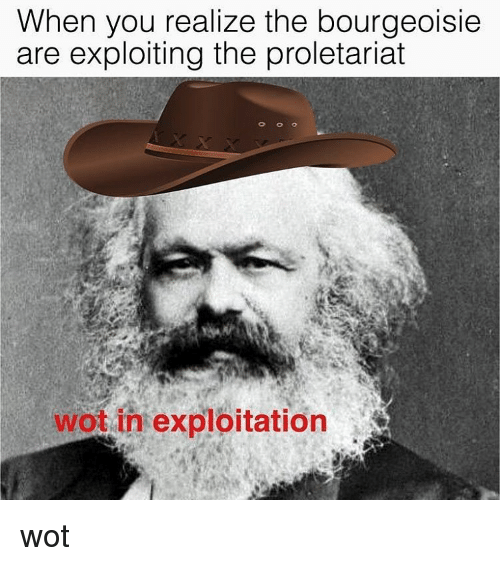 When you realize the bourgeoisie
are exploiting the proletariat
wot in exploitation
wot